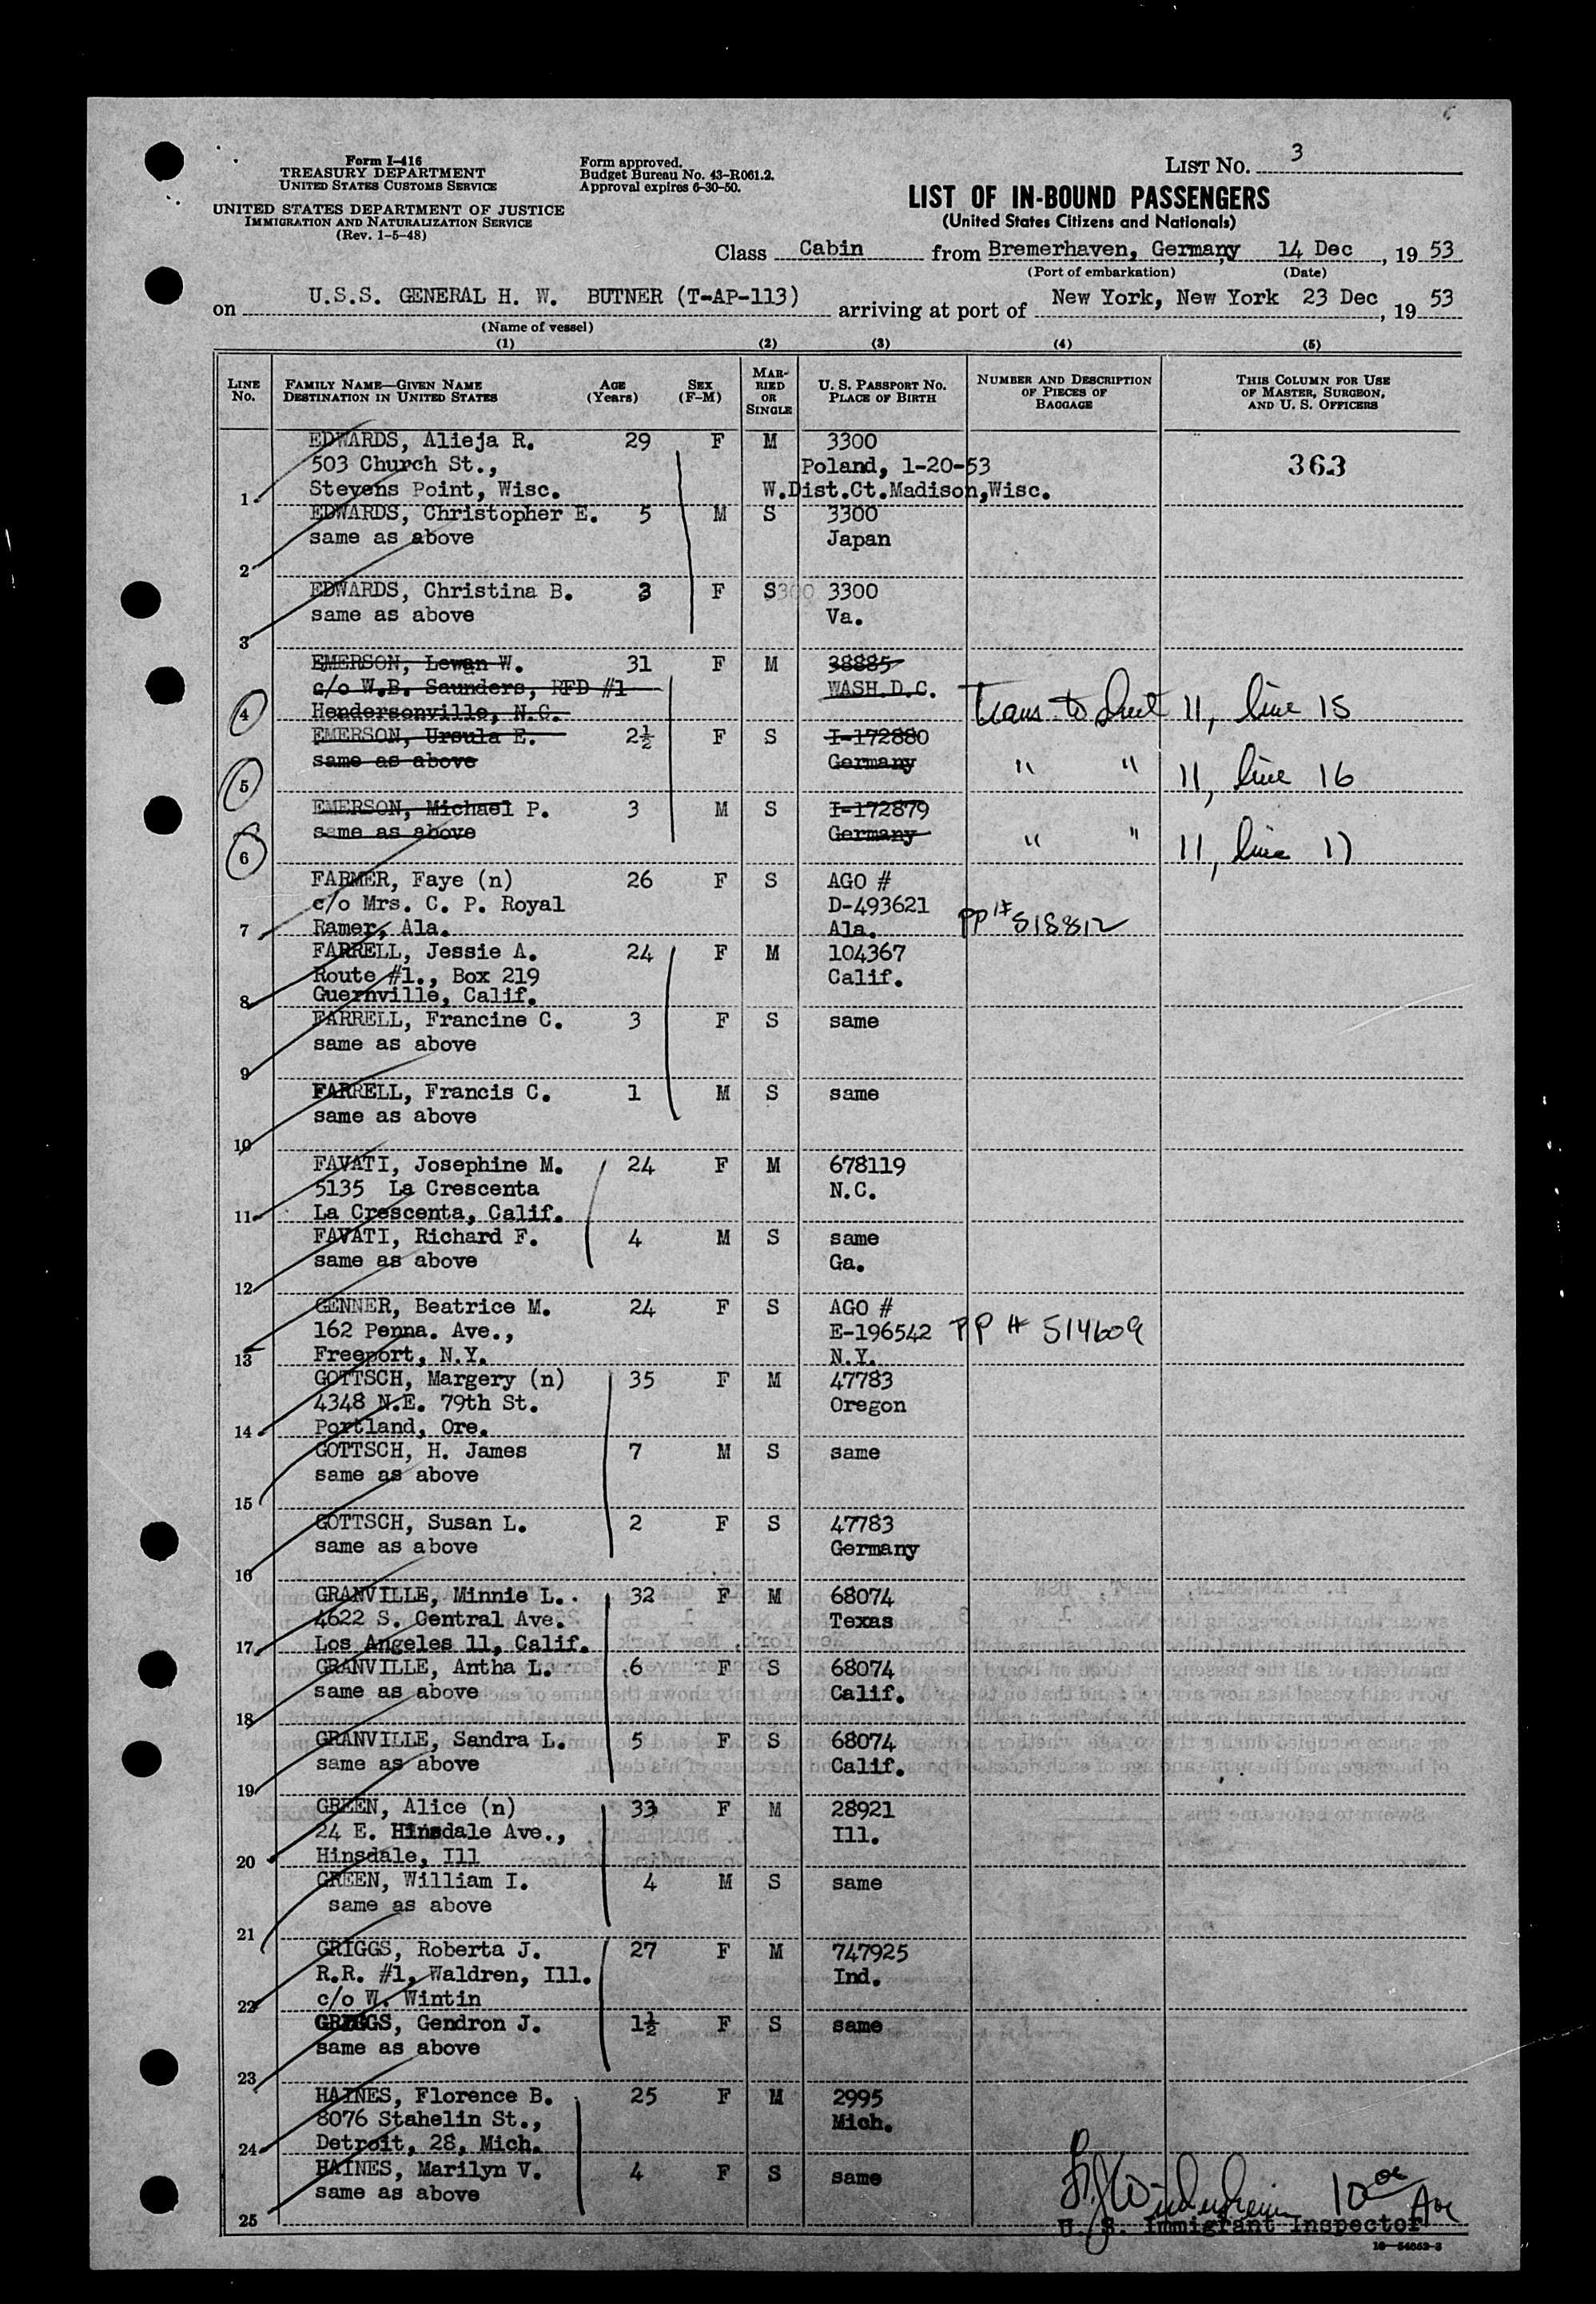 LIST NO. 3
Form I-416
TREASURY DEPARTMENT
UNITED STATES CUSTOMS SERVICE
UNITED STATES DEPARTMENT OF JUSTICE
IMMIGRATION AND NATURALIZATION SERVICE
(Rev. 1-5-48)
Form approved.
Budget Bureau No. 43-R061.2.
Approval expires 6-30-50.
LIST OF IN-BOUND PASSENGERS
(United States Citizens and Nationals)
Class Cabin from Bremerhaven, Germany 14 Dec, 19 53
(Port of embarkation) (Date)
on U.S.S. GENERAL H. W. BUTNER (T-AP-113) arriving at port of New York, New York 23 Dec, 19 53
(Name of vessel)
(1) (2) (3) (4) (5)
LINE NO. FAMILY NAME—GIVEN NAME DESTINATION IN UNITED STATES AGE (Years) SEX (F-M) MARRIED OR SINGLE U. S. PASSPORT NO. PLACE OF BIRTH NUMBER AND DESCRIPTION OF PIECES OF BAGGAGE THIS COLUMN FOR USE OF MASTER, SURGEON, AND U. S. OFFICERS
EDWARDS, Alieja R. 29 F M 3300
503 Church St., Poland, 1-20-53 363
1 Stevens Point, Wisc. W.Dist.Ct.Madison,Wisc.
EDWARDS, Christopher E. 5 M S 3300
same as above Japan
2
EDWARDS, Christina B. 3 F S 3300
same as above Va.
3
EMERSON, Lewan W. 31 F M 38885
c/o W.B. Saunders, RFD #1 WASH.D.C.
4 Hendersonville, N.C. Trans. to Sheet 11, line 15
EMERSON, Ursula E. 2½ F S I-172880
same as above Germany " " 11, line 16
5
EMERSON, Michael P. 3 M S I-172879
same as above Germany " " 11, line 17
6
FARMER, Faye (n) 26 F S AGO #
c/o Mrs. C. P. Royal D-493621
7 Ramer, Ala. Ala. PP# 518812
FARRELL, Jessie A. 24 F M 104367
Route #1., Box 219 Calif.
8 Guernville, Calif.
FARRELL, Francine C. 3 F S same
same as above
9
FARRELL, Francis C. 1 M S same
same as above
10
FAVATI, Josephine M. 24 F M 678119
5135 La Crescenta N.C.
11 La Crescenta, Calif.
FAVATI, Richard F. 4 M S same
same as above Ga.
12
GENNER, Beatrice M. 24 F S AGO #
162 Penna. Ave., E-196542 PP # 514609
13 Freeport, N.Y. N.Y.
GOTTSCH, Margery (n) 35 F M 47783
4348 N.E. 79th St. Oregon
14 Portland, Ore.
GOTTSCH, H. James 7 M S same
same as above
15
GOTTSCH, Susan L. 2 F S 47783
same as above Germany
16
GRANVILLE, Minnie L. 32 F M 68074
4622 S. Central Ave. Texas
17 Los Angeles 11, Calif.
GRANVILLE, Antha L. 6 F S 68074
same as above Calif.
18
GRANVILLE, Sandra L. 5 F S 68074
same as above Calif.
19
GREEN, Alice (n) 33 F M 28921
24 E. Hinsdale Ave., Ill.
20 Hinsdale, Ill
GREEN, William I. 4 M S same
same as above
21
GRIGGS, Roberta J. 27 F M 747925
R.R. #1, Waldren, Ill. Ind.
22 c/o W. Wintin
GRIGGS, Gendron J. 1½ F S same
same as above
23
HAINES, Florence B. 25 F M 2995
8076 Stahelin St., Mich.
24 Detroit, 28, Mich.
HAINES, Marilyn V. 4 F S same
same as above
25
U. S. Immigrant Inspector